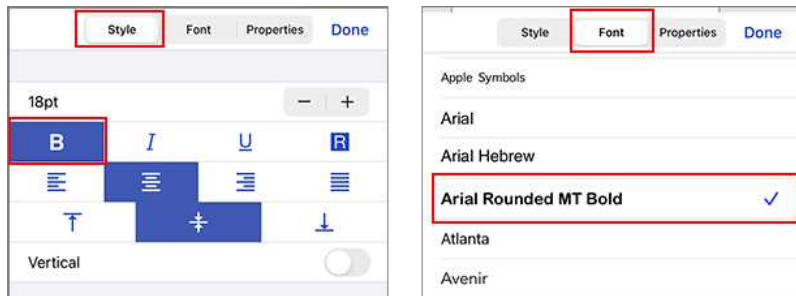 Style Font Properties Done
18pt − +
B I U R
Vertical
Style Font Properties Done
Apple Symbols
Arial
Arial Hebrew
Arial Rounded MT Bold
Atlanta
Avenir